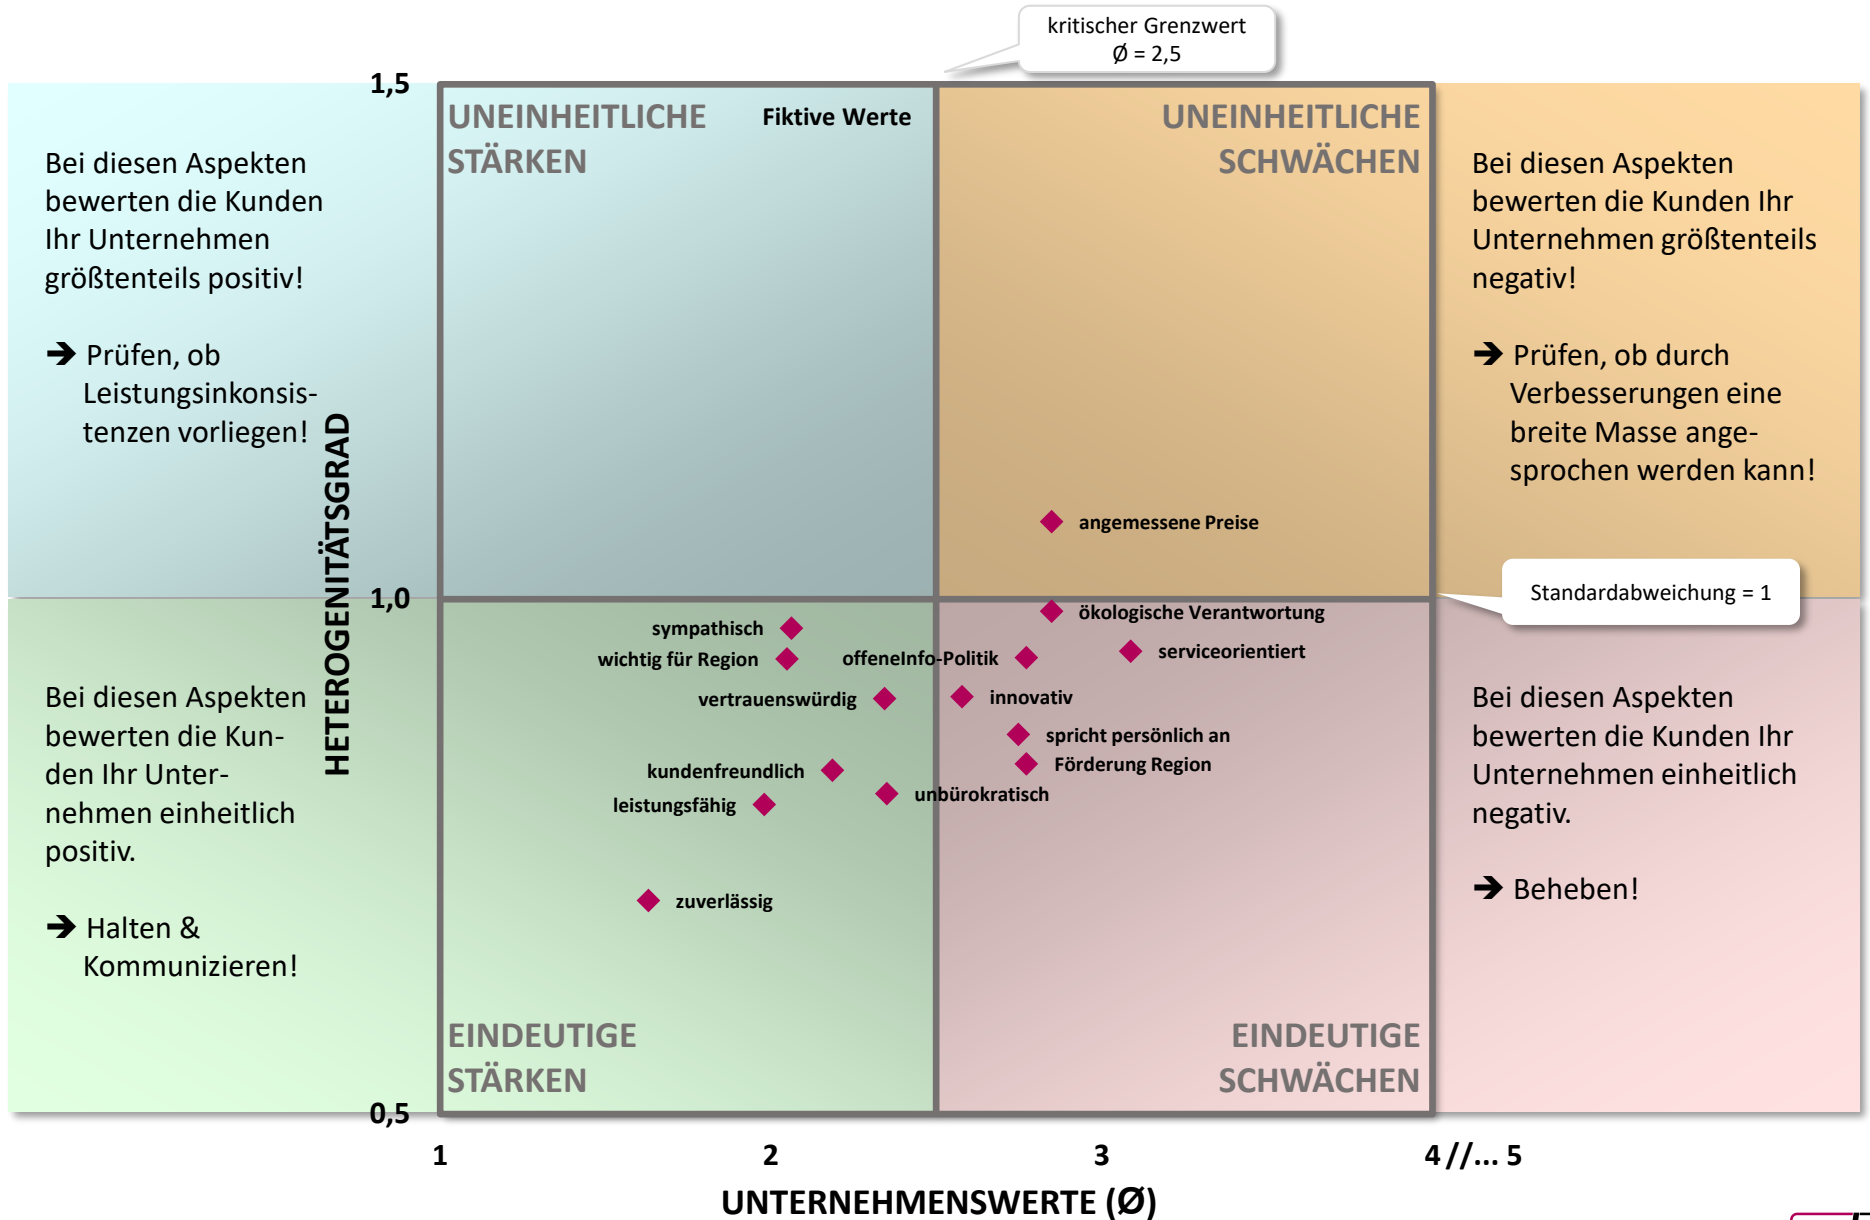 kritischer Grenzwert
Ø = 2,5
1,5
UNEINHEITLICHE
STÄRKEN
Fiktive Werte
UNEINHEITLICHE
SCHWÄCHEN
Bei diesen Aspekten
bewerten die Kunden
Ihr Unternehmen
größtenteils positiv!
➔ Prüfen, ob
Leistungsinkonsis-
tenzen vorliegen!
Bei diesen Aspekten
bewerten die Kunden Ihr
Unternehmen größtenteils
negativ!
➔ Prüfen, ob durch
Verbesserungen eine
breite Masse ange-
sprochen werden kann!
HETEROGENITÄTSGRAD
angemessene Preise
1,0
Standardabweichung = 1
ökologische Verantwortung
sympathisch
wichtig für Region
offeneInfo-Politik
serviceorientiert
vertrauenswürdig
innovativ
spricht persönlich an
Förderung Region
kundenfreundlich
unbürokratisch
leistungsfähig
zuverlässig
Bei diesen Aspekten
bewerten die Kun-
den Ihr Unter-
nehmen einheitlich
positiv.
➔ Halten &
Kommunizieren!
Bei diesen Aspekten
bewerten die Kunden Ihr
Unternehmen einheitlich
negativ.
➔ Beheben!
EINDEUTIGE
STÄRKEN
EINDEUTIGE
SCHWÄCHEN
0,5
1 2 3 4 //... 5
UNTERNEHMENSWERTE (Ø)